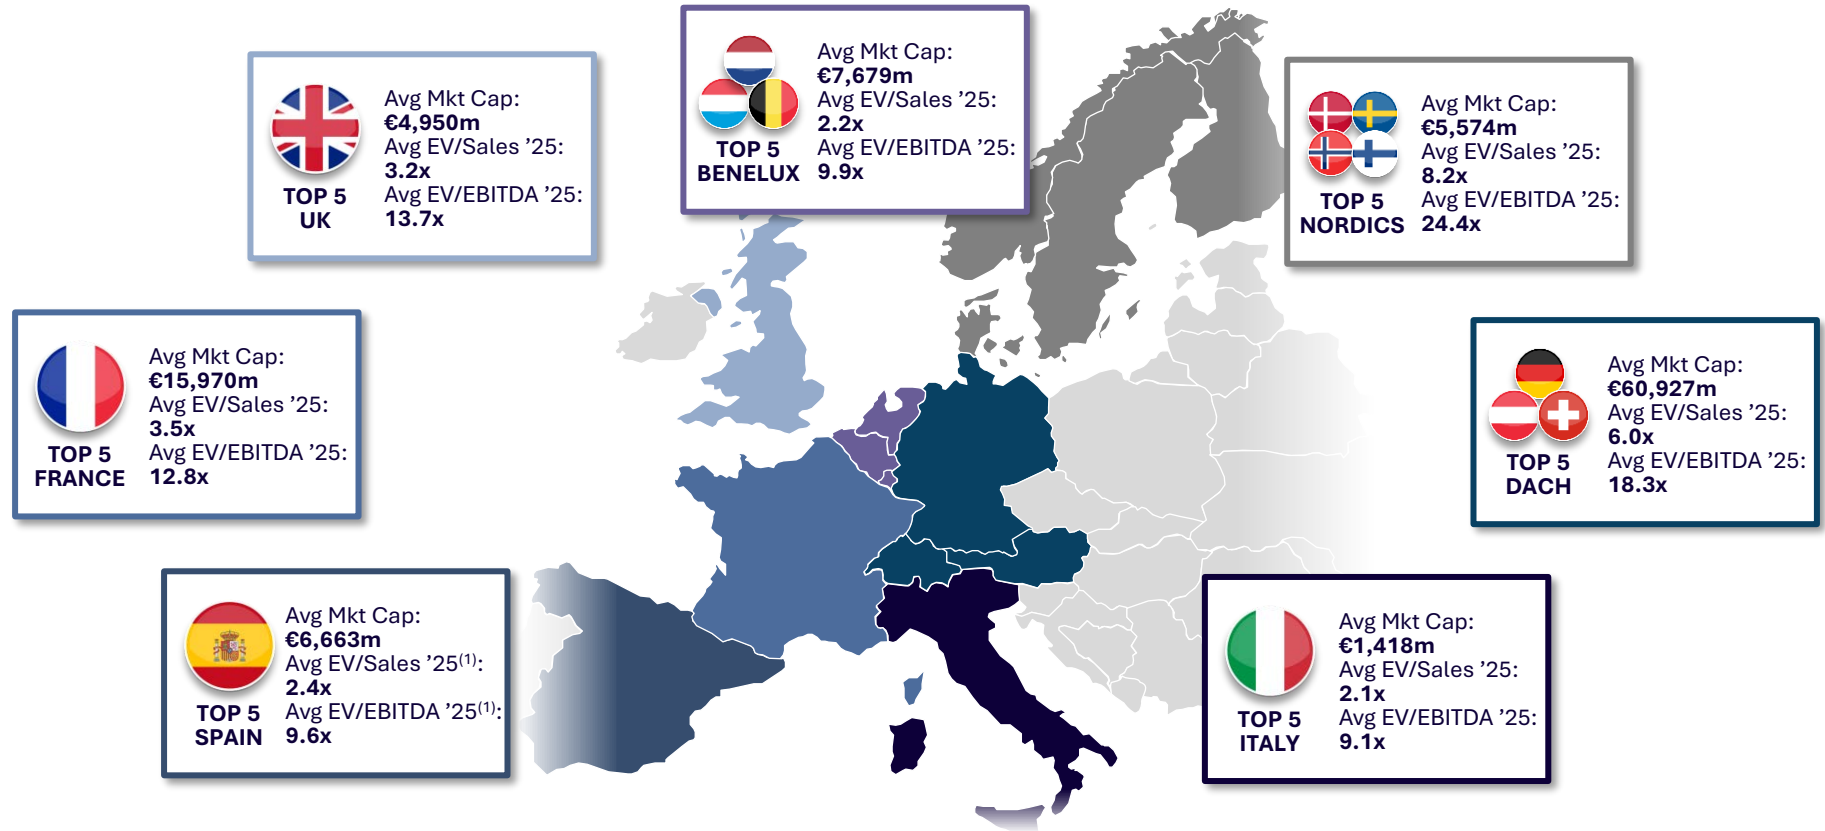 TOP 5
UK
Avg Mkt Cap:
€4,950m
Avg EV/Sales ’25:
3.2x
Avg EV/EBITDA ’25:
13.7x
TOP 5
BENELUX
Avg Mkt Cap:
€7,679m
Avg EV/Sales ’25:
2.2x
Avg EV/EBITDA ’25:
9.9x
TOP 5
NORDICS
Avg Mkt Cap:
€5,574m
Avg EV/Sales ’25:
8.2x
Avg EV/EBITDA ’25:
24.4x
TOP 5
FRANCE
Avg Mkt Cap:
€15,970m
Avg EV/Sales ’25:
3.5x
Avg EV/EBITDA ’25:
12.8x
TOP 5
DACH
Avg Mkt Cap:
€60,927m
Avg EV/Sales ’25:
6.0x
Avg EV/EBITDA ’25:
18.3x
TOP 5
SPAIN
Avg Mkt Cap:
€6,663m
Avg EV/Sales ’25⁽¹⁾:
2.4x
Avg EV/EBITDA ’25⁽¹⁾:
9.6x
TOP 5
ITALY
Avg Mkt Cap:
€1,418m
Avg EV/Sales ’25:
2.1x
Avg EV/EBITDA ’25:
9.1x